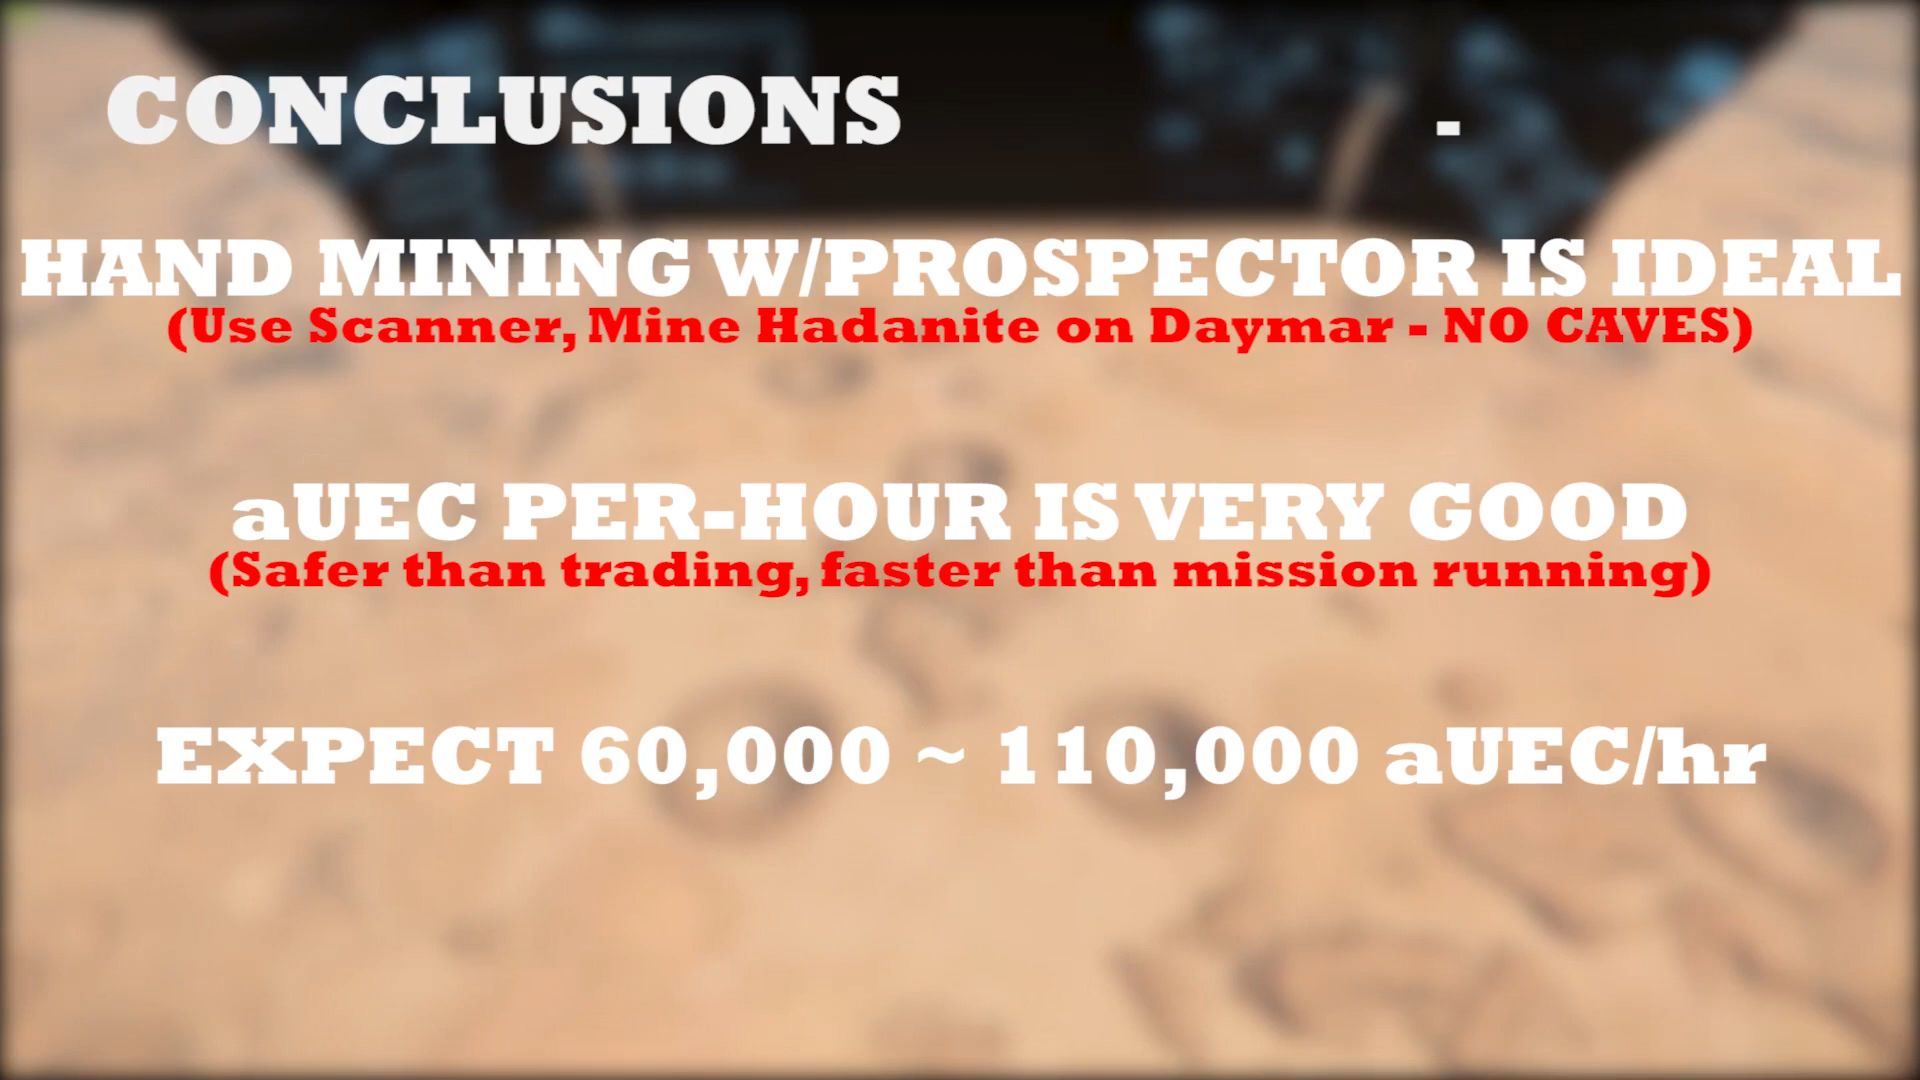 CONCLUSIONS -
HAND MINING W/PROSPECTOR IS IDEAL
(Use Scanner, Mine Hadanite on Daymar - NO CAVES)
aUEC PER-HOUR IS VERY GOOD
(Safer than trading, faster than mission running)
EXPECT 60,000 ~ 110,000 aUEC/hr